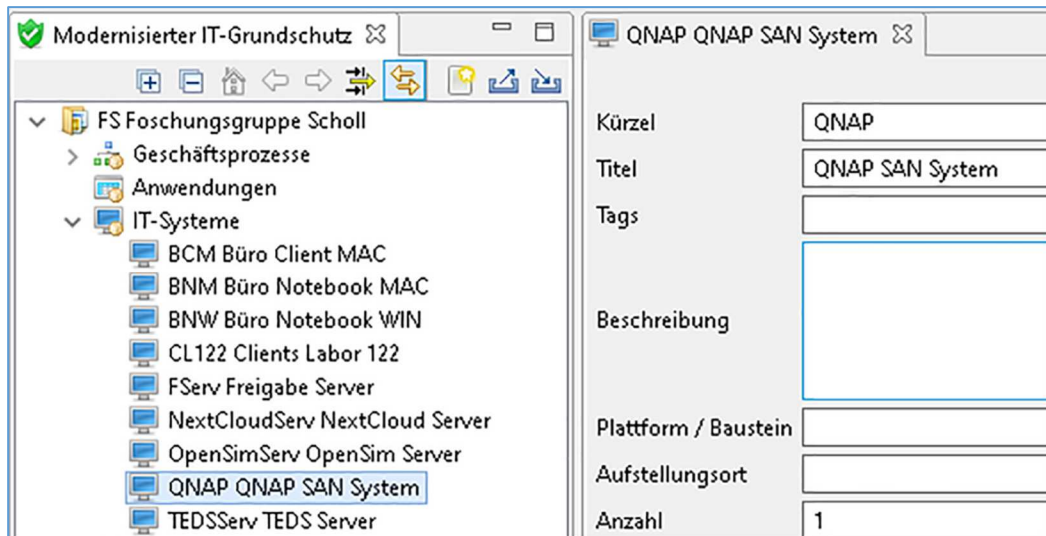 Modernisierter IT-Grundschutz
FS Foschungsgruppe Scholl
Geschäftsprozesse
Anwendungen
IT-Systeme
BCM Büro Client MAC
BNM Büro Notebook MAC
BNW Büro Notebook WIN
CL122 Clients Labor 122
FServ Freigabe Server
NextCloudServ NextCloud Server
OpenSimServ OpenSim Server
QNAP QNAP SAN System
TEDSServ TEDS Server
QNAP QNAP SAN System
Kürzel QNAP
Titel QNAP SAN System
Tags
Beschreibung
Plattform / Baustein
Aufstellungsort
Anzahl 1